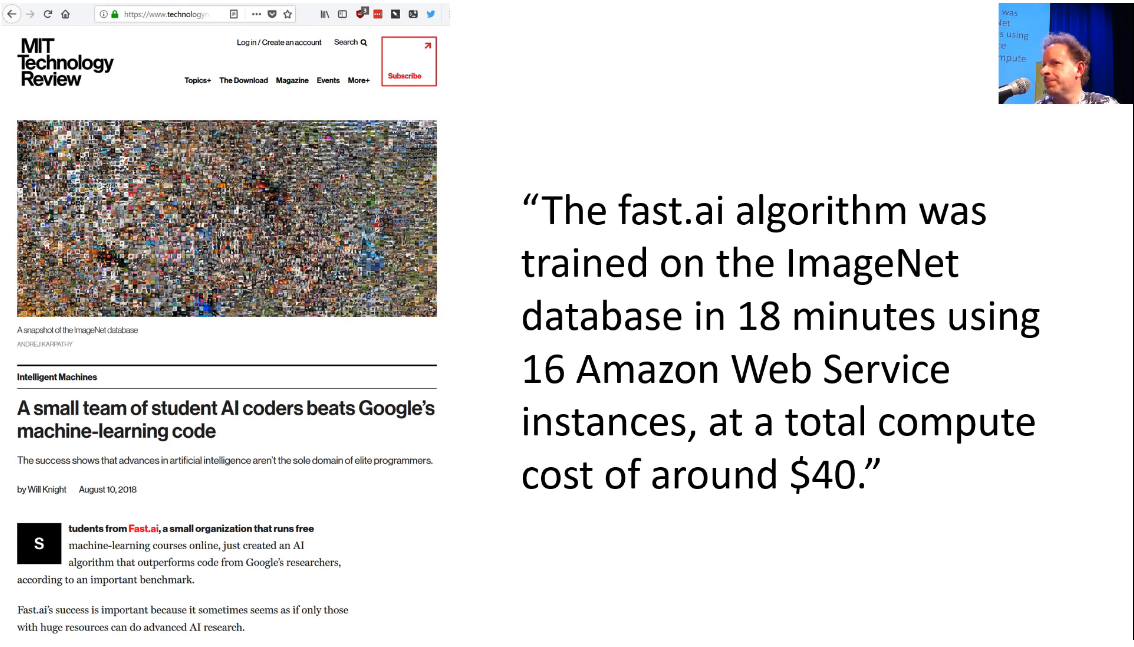 https://www.technology
3
MIT
Technology
Review
Log in / Create an account
Search
Subscribe
Topics+
The Download
Magazine
Events
More+
A snapshot of the ImageNet database
ANDREJ KARPATHY
Intelligent Machines
A small team of student AI coders beats Google’s
machine-learning code
The success shows that advances in artificial intelligence aren’t the sole domain of elite programmers.
by Will Knight August 10, 2018
Students from Fast.ai, a small organization that runs free
machine-learning courses online, just created an AI
algorithm that outperforms code from Google’s researchers,
according to an important benchmark.
Fast.ai’s success is important because it sometimes seems as if only those
with huge resources can do advanced AI research.
was
Net
s using
ce
mpute
“The fast.ai algorithm was
trained on the ImageNet
database in 18 minutes using
16 Amazon Web Service
instances, at a total compute
cost of around $40.”